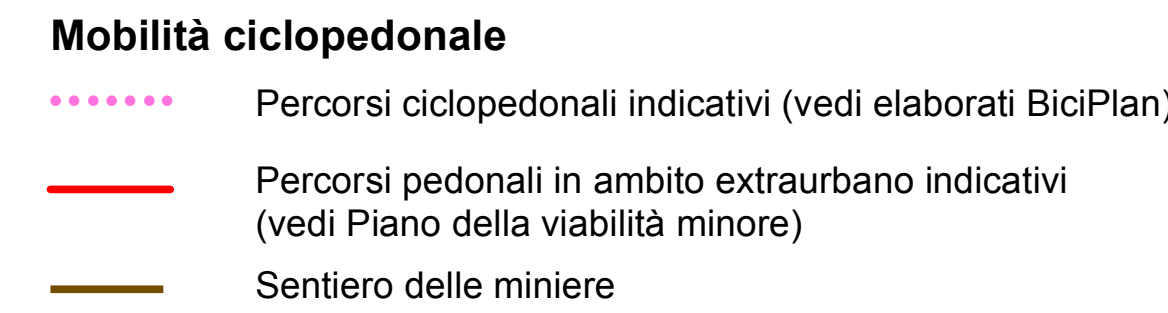 Mobilità ciclopedonale
Percorsi ciclopedonali indicativi (vedi elaborati BiciPlan)
Percorsi pedonali in ambito extraurbano indicativi
(vedi Piano della viabilità minore)
Sentiero delle miniere